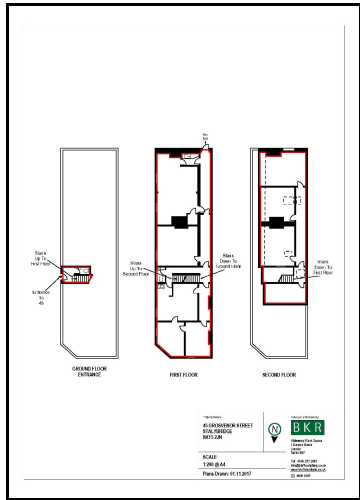 Stairs
Up To
First Floor
Entrance
To
45
Stairs
Up To
Second Floor
Stairs
Down To
Ground Floor
Stairs
Down To
First Floor
GROUND FLOOR
ENTRANCE
FIRST FLOOR
SECOND FLOOR
45 GROSVENOR STREET
STALYBRIDGE
SK15 2JN
SCALE
1:200 @ A4
Plans Drawn: 01.11.2017
N
BKR